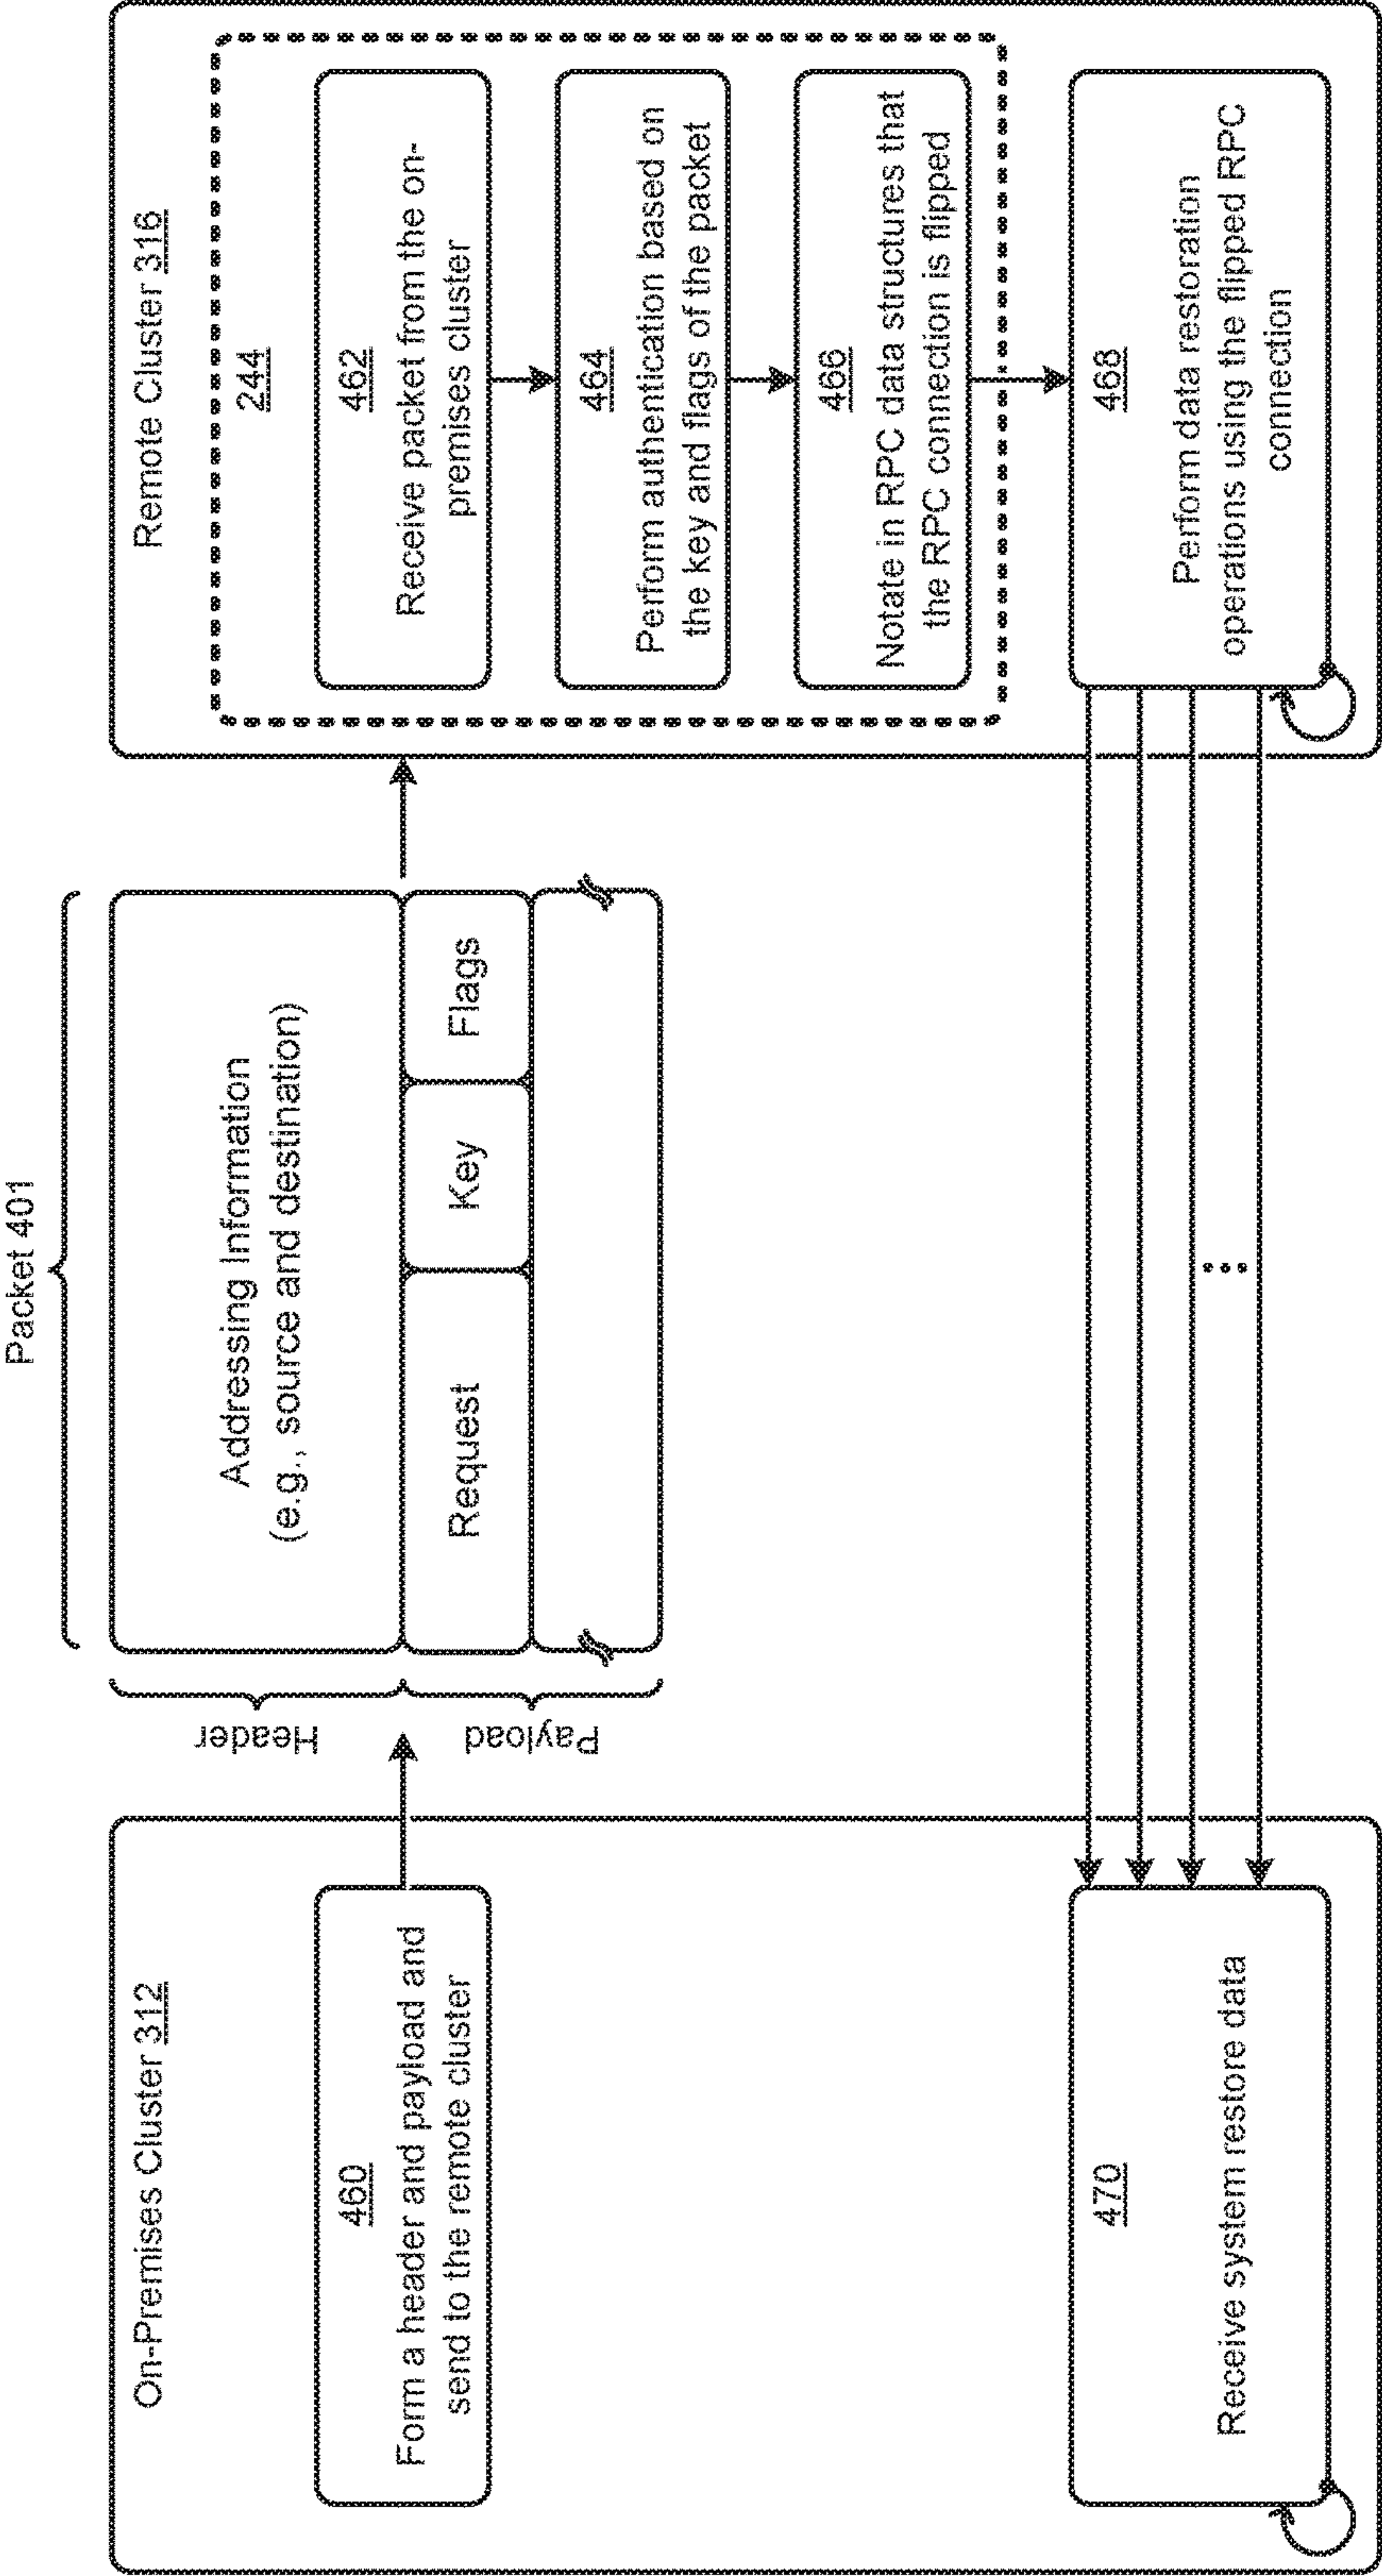 Packet 401
On-Premises Cluster 312
460
Form a header and payload and
send to the remote cluster
470
Receive system restore data
Header
Payload
Addressing Information
(e.g., source and destination)
Request
Key
Flags
...
Remote Cluster 316
244
462
Receive packet from the on-
premises cluster
464
Perform authentication based on
the key and flags of the packet
466
Notate in RPC data structures that
the RPC connection is flipped
468
Perform data restoration
operations using the flipped RPC
connection